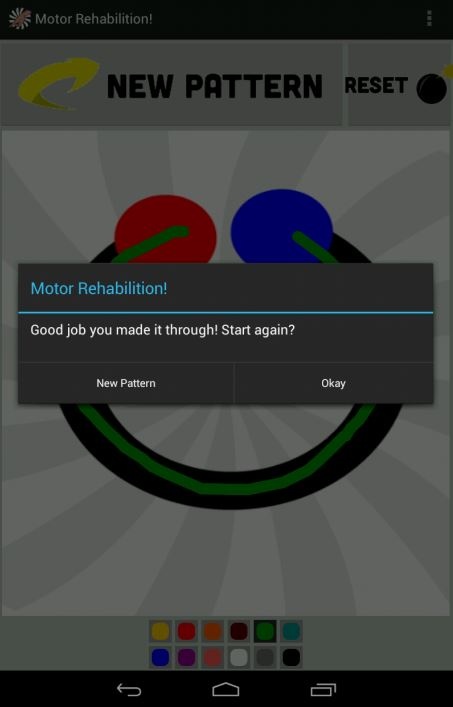 Motor Rehabilition!
NEW PATTERN
RESET
Motor Rehabilition!
Good job you made it through! Start again?
New Pattern
Okay